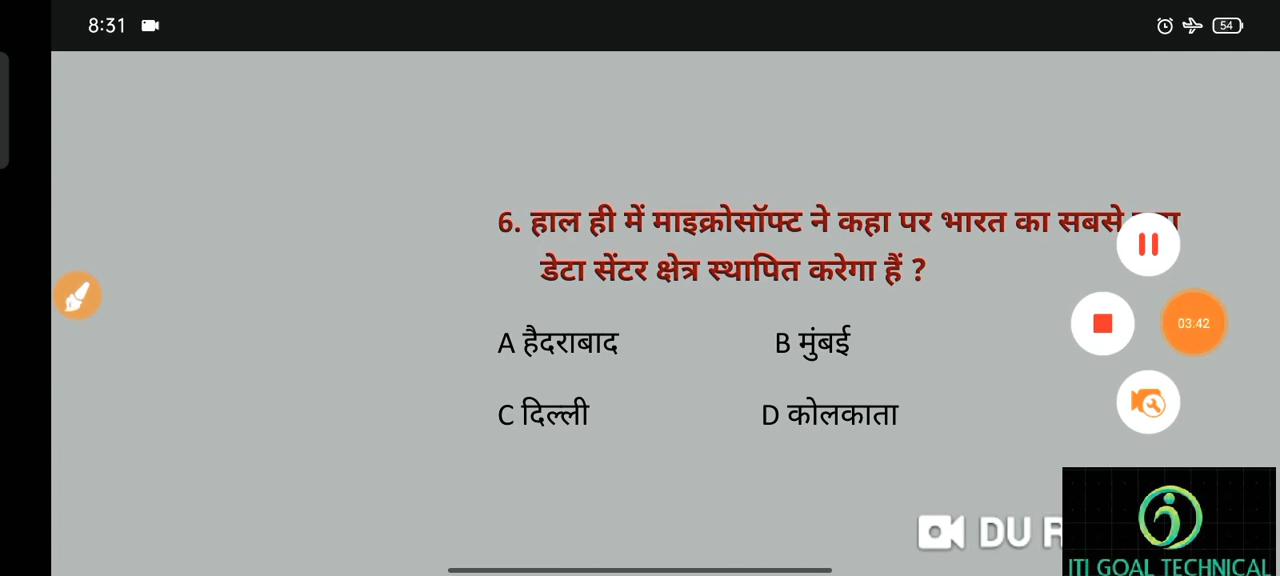 8:31
54
6. हाल ही में माइक्रोसॉफ्ट ने कहा पर भारत का सबसे
डेटा सेंटर क्षेत्र स्थापित करेगा हैं ?
03:42
A हैदराबाद B मुंबई
C दिल्ली D कोलकाता
DU
ITI GOAL TECHNICAL